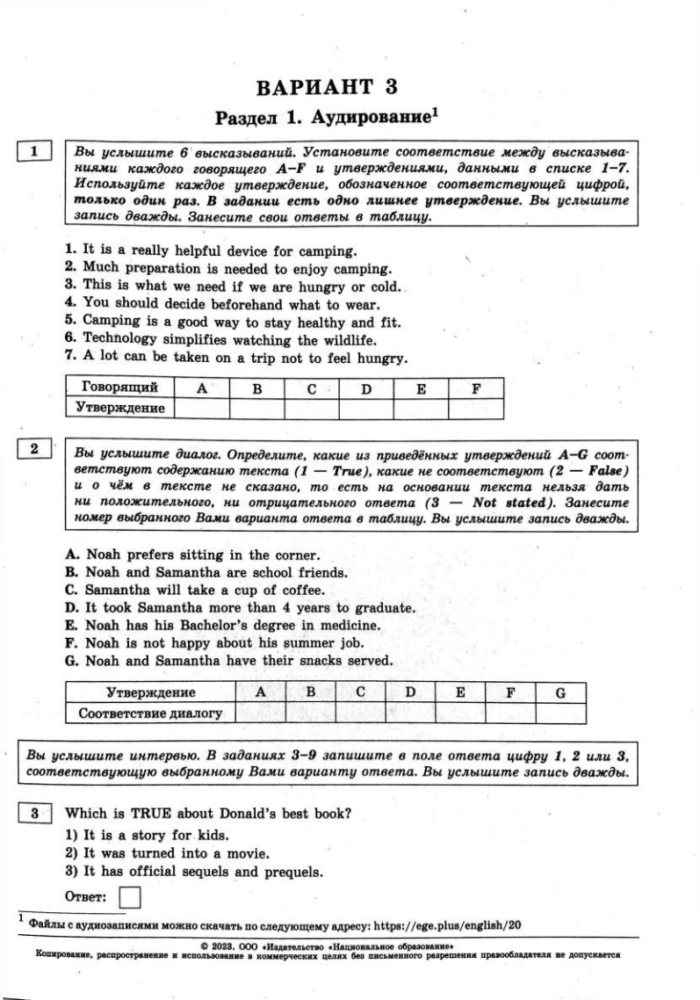 ВАРИАНТ 3
Раздел 1. Аудирование1
1
Вы услышите 6 высказываний. Установите соответствие между высказыва-
ниями каждого говорящего A–F и утверждениями, данными в списке 1–7.
Используйте каждое утверждение, обозначенное соответствующей цифрой,
только один раз. В задании есть одно лишнее утверждение. Вы услышите
запись дважды. Занесите свои ответы в таблицу.
1. It is a really helpful device for camping.
2. Much preparation is needed to enjoy camping.
3. This is what we need if we are hungry or cold.
4. You should decide beforehand what to wear.
5. Camping is a good way to stay healthy and fit.
6. Technology simplifies watching the wildlife.
7. A lot can be taken on a trip not to feel hungry.
Говорящий A B C D E F
Утверждение
2
Вы услышите диалог. Определите, какие из приведённых утверждений A–G соот-
ветствуют содержанию текста (1 — True), какие не соответствуют (2 — False)
и о чём в тексте не сказано, то есть на основании текста нельзя дать
ни положительного, ни отрицательного ответа (3 — Not stated). Занесите
номер выбранного Вами варианта ответа в таблицу. Вы услышите запись дважды.
A. Noah prefers sitting in the corner.
B. Noah and Samantha are school friends.
C. Samantha will take a cup of coffee.
D. It took Samantha more than 4 years to graduate.
E. Noah has his Bachelor's degree in medicine.
F. Noah is not happy about his summer job.
G. Noah and Samantha have their snacks served.
Утверждение A B C D E F G
Соответствие диалогу
Вы услышите интервью. В заданиях 3–9 запишите в поле ответа цифру 1, 2 или 3,
соответствующую выбранному Вами варианту ответа. Вы услышите запись дважды.
3 Which is TRUE about Donald's best book?
1) It is a story for kids.
2) It was turned into a movie.
3) It has official sequels and prequels.
Ответ:
1 Файлы с аудиозаписями можно скачать по следующему адресу: https://ege.plus/english/20
© 2023. ООО «Издательство «Национальное образование»
Копирование, распространение и использование в коммерческих целях без письменного разрешения правообладателя не допускается